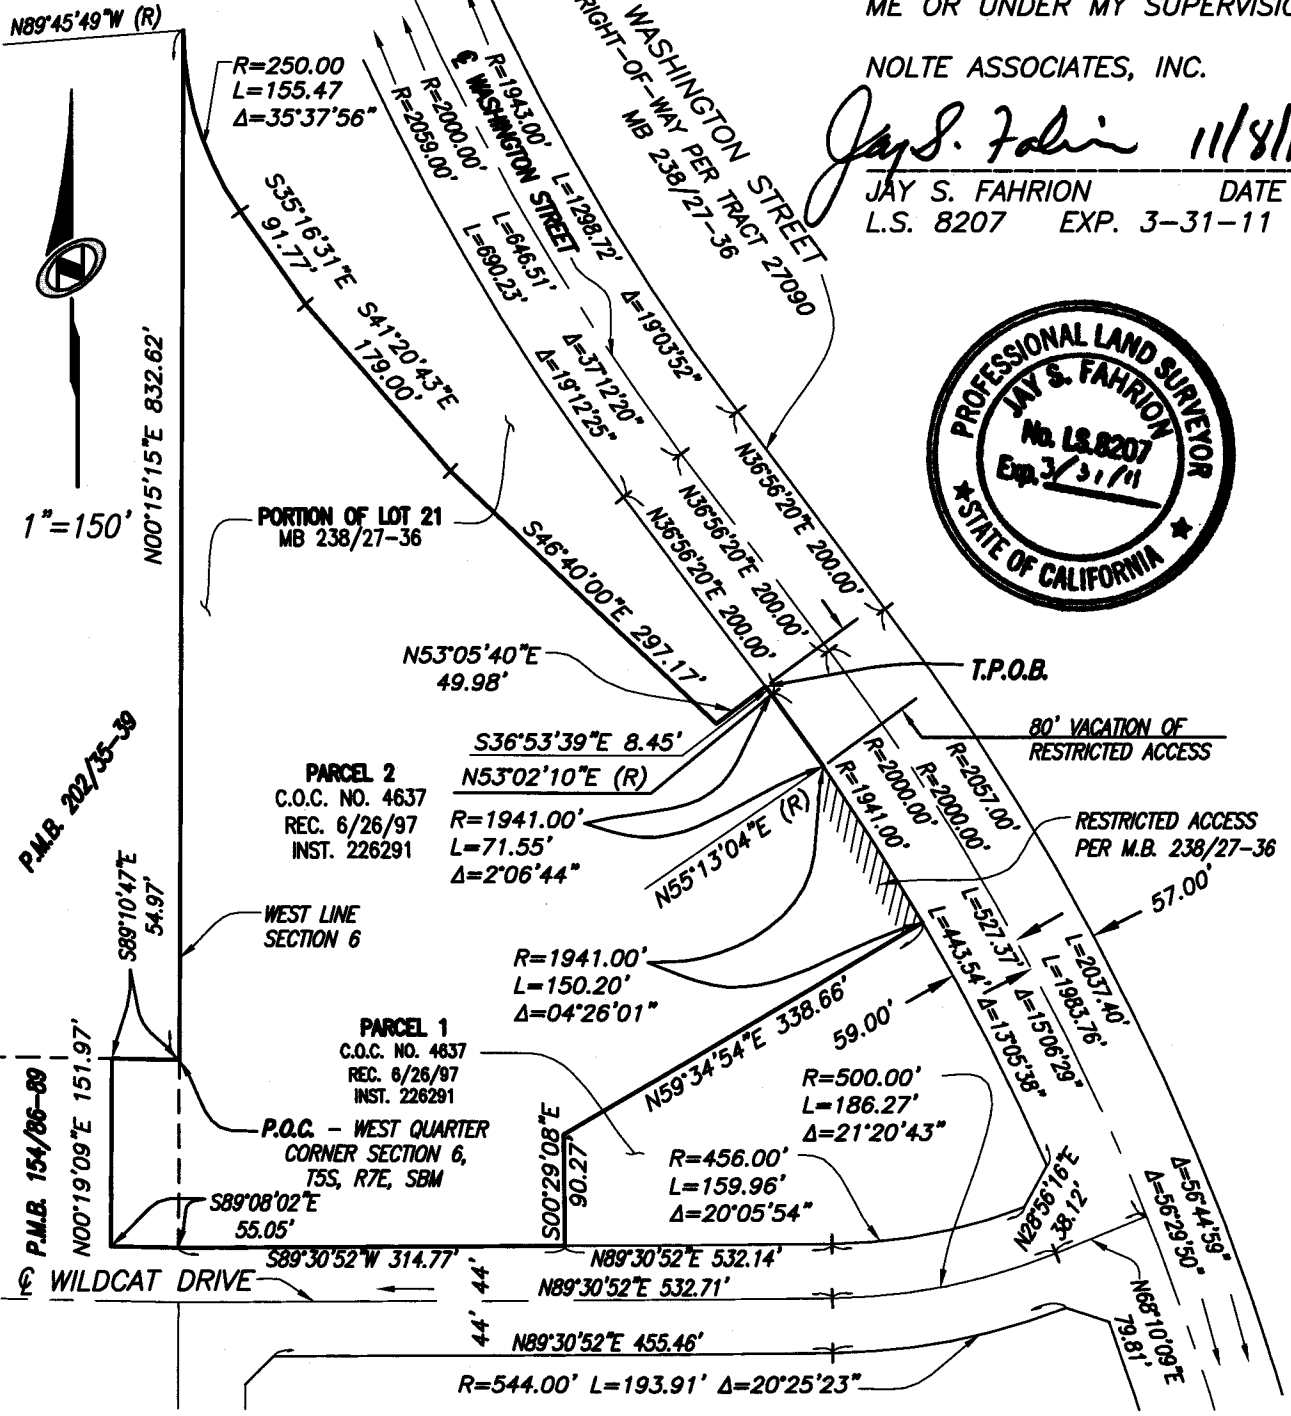 N89°45'49"W (R)
R=250.00
L=155.47
Δ=35°37'56"
S35°16'31"E
91.77'
S41°20'43"E
179.00'
N00°15'15"E 832.62'
1"=150'
PORTION OF LOT 21
MB 238/27-36
R=1943.00'
L=1298.72'
Δ=19°03'52"
℄ WASHINGTON STREET
R=2000.00'
L=646.51'
Δ=37°12'20"
R=2059.00'
L=690.23'
Δ=19°12'25"
WASHINGTON STREET
RIGHT-OF-WAY PER TRACT 27090
MB 238/27-36
ME OR UNDER MY SUPERVISIO
NOLTE ASSOCIATES, INC.
Jay S. Fahrion 11/8/1
JAY S. FAHRION DATE
L.S. 8207 EXP. 3-31-11
PROFESSIONAL LAND SURVEYOR
JAY S. FAHRION
No. LS.8207
Exp. 3/31/11
★ STATE OF CALIFORNIA ★
N36°56'20"E 200.00'
N36°56'20"E 200.00'
N36°56'20"E 200.00'
S46°40'00"E 297.17'
N53°05'40"E
49.98'
T.P.O.B.
S36°53'39"E 8.45'
N53°02'10"E (R)
80' VACATION OF
RESTRICTED ACCESS
PARCEL 2
C.O.C. NO. 4637
REC. 6/26/97
INST. 226291
R=1941.00'
L=71.55'
Δ=2°06'44"
N55°13'04"E (R)
R=1941.00'
R=2000.00'
R=2000.00'
R=2057.00'
RESTRICTED ACCESS
PER M.B. 238/27-36
57.00'
P.M.B. 202/35-39
S89°10'47"E
54.97'
WEST LINE
SECTION 6
R=1941.00'
L=150.20'
Δ=04°26'01"
L=443.54'
Δ=13°05'38"
L=527.37'
Δ=15°06'29"
L=2037.40'
L=1983.76'
59.00'
N59°34'54"E 338.66'
PARCEL 1
C.O.C. NO. 4637
REC. 6/26/97
INST. 226291
P.M.B. 154/86-89
N00°19'09"E 151.97'
P.O.C. - WEST QUARTER
CORNER SECTION 6,
T5S, R7E, SBM
S00°29'08"E
90.27'
R=500.00'
L=186.27'
Δ=21°20'43"
R=456.00'
L=159.96'
Δ=20°05'54"
N28°56'16"E
38.12'
Δ=56°44'59"
Δ=56°29'50"
S89°08'02"E
55.05'
S89°30'52"W 314.77'
N89°30'52"E 532.14'
℄ WILDCAT DRIVE
44' 44'
N89°30'52"E 532.71'
N68°10'09"E
79.81'
N89°30'52"E 455.46'
R=544.00' L=193.91' Δ=20°25'23"